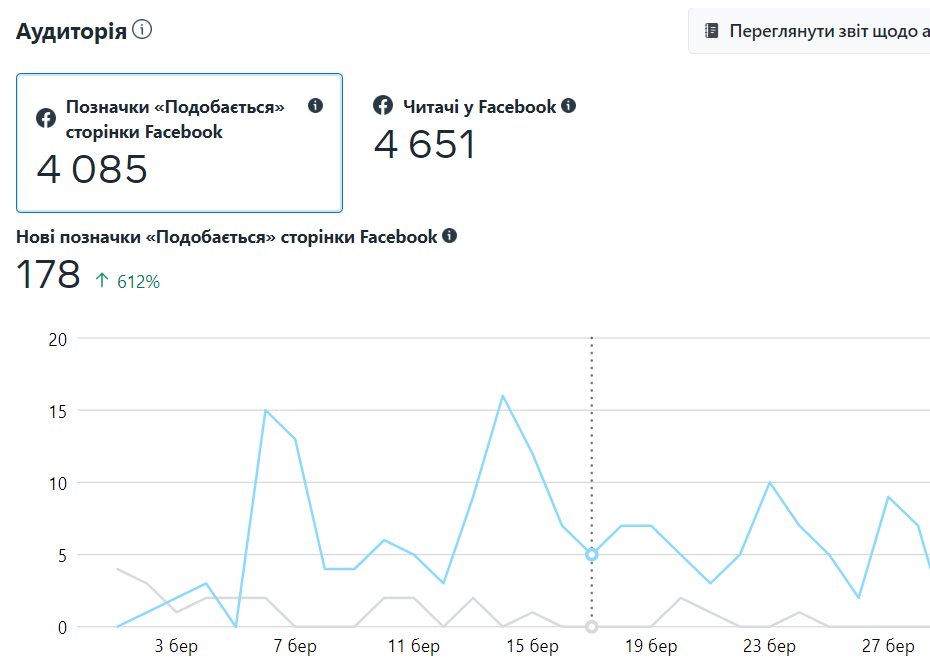 Аудиторія
Переглянути звіт щодо а
Позначки «Подобається»
сторінки Facebook
4 085
Читачі у Facebook
4 651
Нові позначки «Подобається» сторінки Facebook
178 ↑ 612%
20
15
10
5
0
3 бер 7 бер 11 бер 15 бер 19 бер 23 бер 27 бер